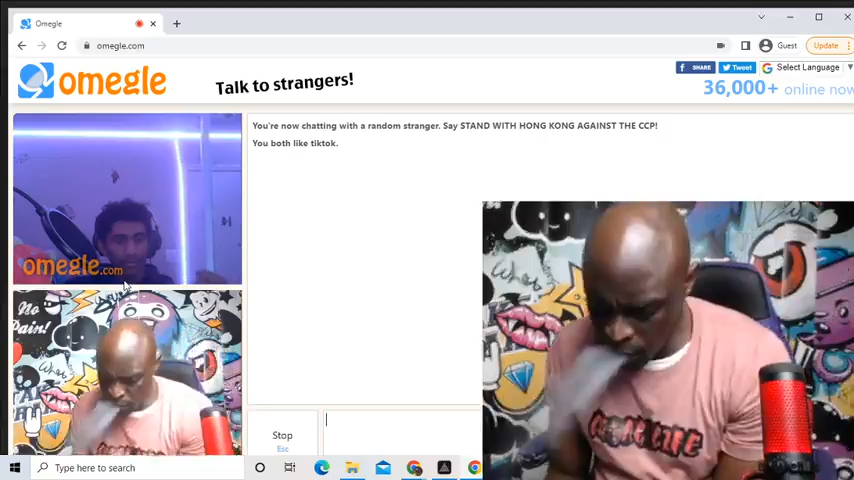 Omegle
omegle.com
Guest
Update
omegle
Talk to strangers!
SHARE
Tweet
Select Language
36,000+ online now
You're now chatting with a random stranger. Say STAND WITH HONG KONG AGAINST THE CCP!
You both like tiktok.
omegle.com
No
Pain!
Stop
Esc
Type here to search